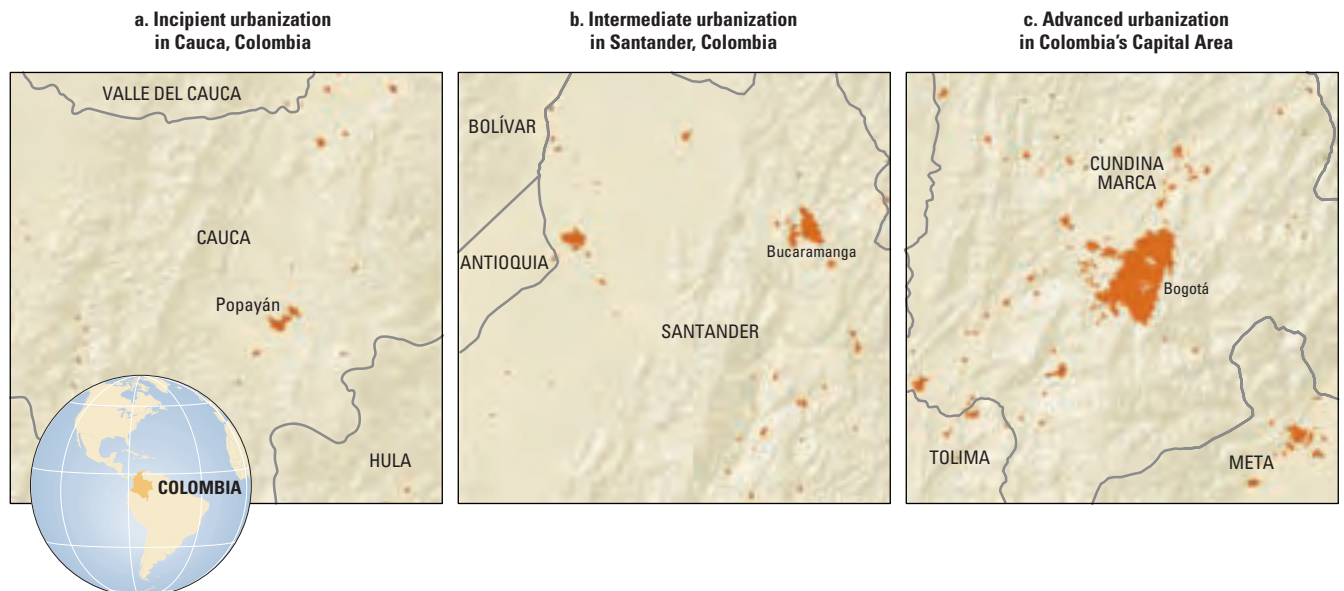 a. Incipient urbanization
in Cauca, Colombia
VALLE DEL CAUCA
CAUCA
Popayán
HULA
COLOMBIA
b. Intermediate urbanization
in Santander, Colombia
BOLÍVAR
ANTIOQUIA
Bucaramanga
SANTANDER
c. Advanced urbanization
in Colombia's Capital Area
CUNDINA
MARCA
Bogotá
TOLIMA
META